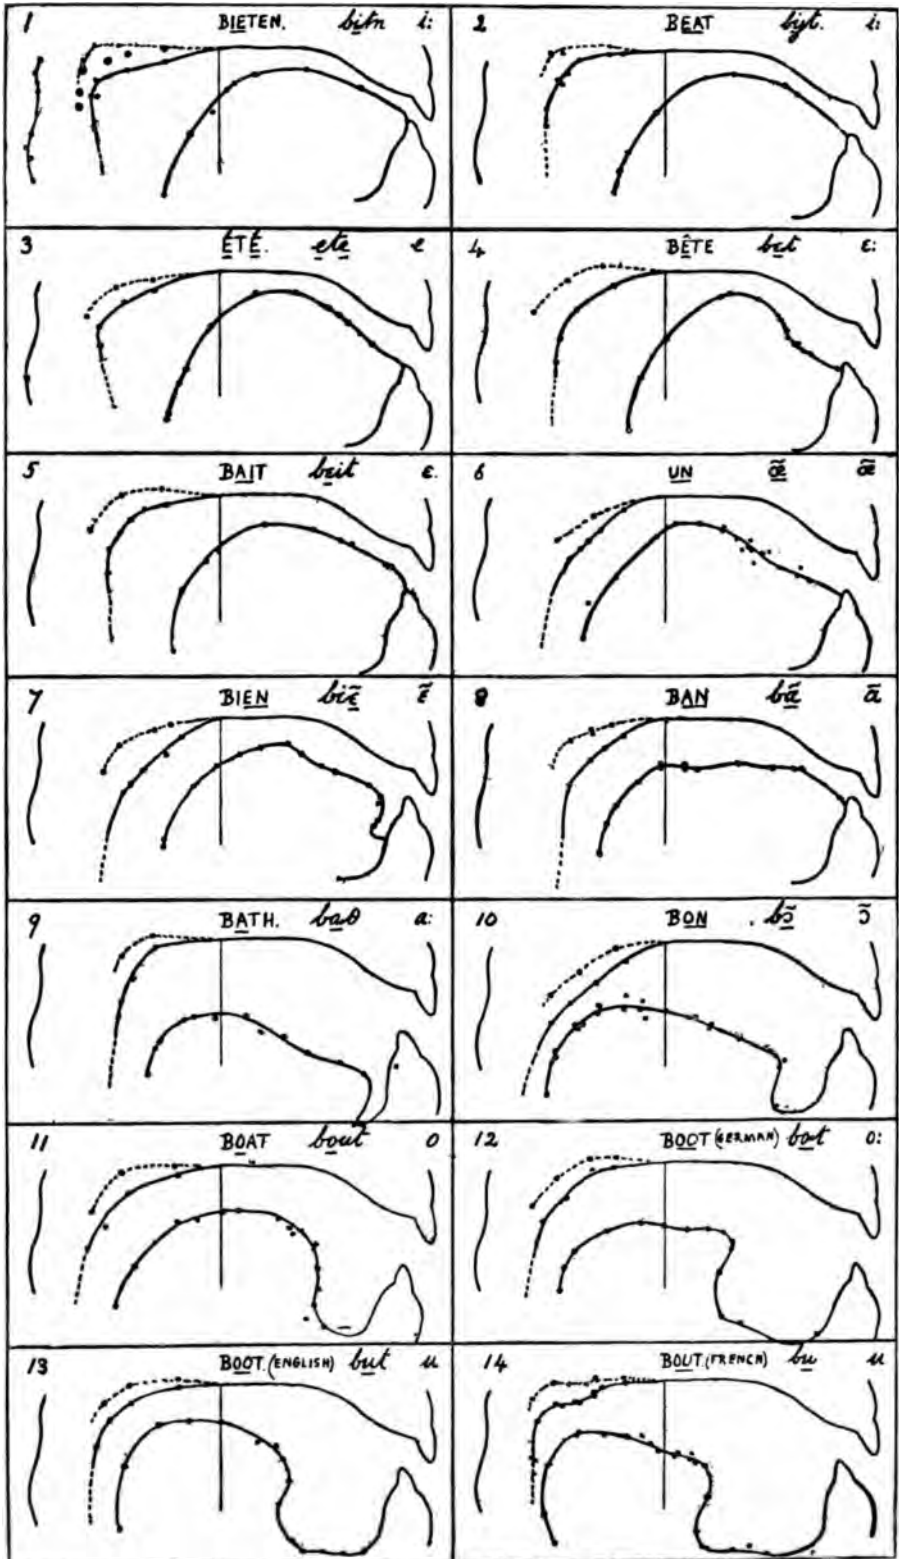 1 BIETEN. bitn i:
2 BEAT bijt. i:
3 ÉTÉ. ete e
4 BÊTE bɛt ɛ:
5 BAIT bɛit ɛ.
6 UN œ̃ œ̃
7 BIEN biɛ̃ ɛ̃
8 BAN bɑ̃ ɑ̃
9 BATH. baθ a:
10 BON bɔ̃ ɔ̃
11 BOAT bout o
12 BOOT (GERMAN) bot o:
13 BOOT. (ENGLISH) but u
14 BOUT. (FRENCH) bu u